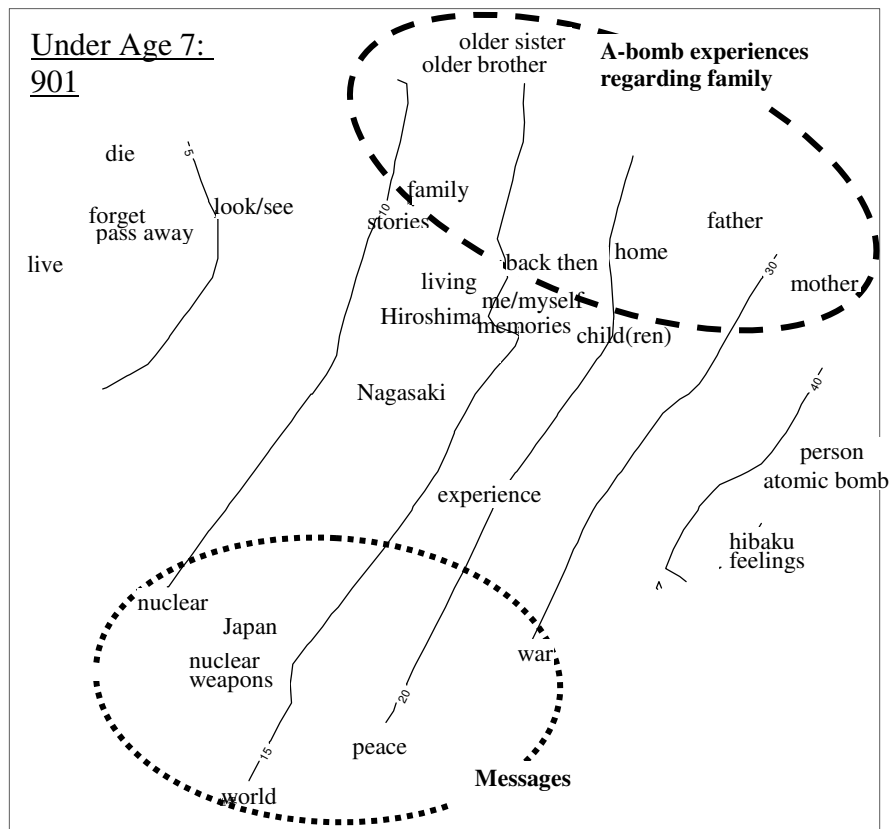 Under Age 7:
901
older sister
older brother
A-bomb experiences
regarding family
5
die
look/see
forget
pass away
live
10
family
stories
father
back then
home
30
mother
living
me/myself
Hiroshima
memories
child(ren)
Nagasaki
40
person
atomic bomb
experience
hibaku
feelings
nuclear
Japan
nuclear
weapons
war
20
peace
15
Messages
world